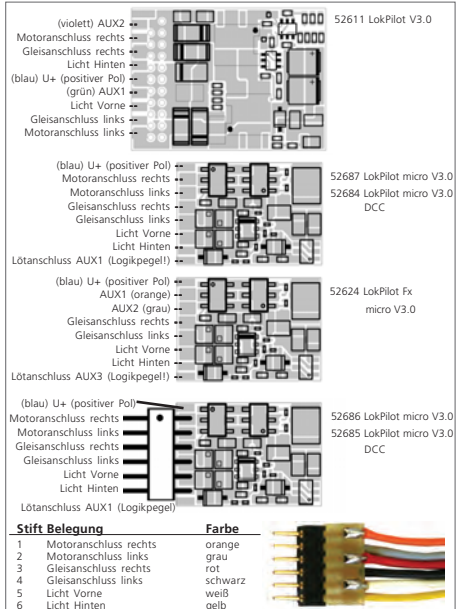 (violett) AUX2
Motoranschluss rechts
Gleisanschluss rechts
Licht Hinten
(blau) U+ (positiver Pol)
(grün) AUX1
Licht Vorne
Gleisanschluss links
Motoranschluss links
52611 LokPilot V3.0
(blau) U+ (positiver Pol)
Motoranschluss rechts
Motoranschluss links
Gleisanschluss rechts
Gleisanschluss links
Licht Vorne
Licht Hinten
Lötanschluss AUX1 (Logikpegel!)
52687 LokPilot micro V3.0
52684 LokPilot micro V3.0
DCC
(blau) U+ (positiver Pol)
AUX1 (orange)
AUX2 (grau)
Gleisanschluss rechts
Gleisanschluss links
Licht Vorne
Licht Hinten
Lötanschluss AUX3 (Logikpegel!)
52624 LokPilot Fx
micro V3.0
(blau) U+ (positiver Pol)
Motoranschluss rechts
Motoranschluss links
Gleisanschluss rechts
Gleisanschluss links
Licht Vorne
Licht Hinten
Lötanschluss AUX1 (Logikpegel)
52686 LokPilot micro V3.0
52685 LokPilot micro V3.0
DCC
Stift Belegung Farbe
1 Motoranschluss rechts orange
2 Motoranschluss links grau
3 Gleisanschluss rechts rot
4 Gleisanschluss links schwarz
5 Licht Vorne weiß
6 Licht Hinten gelb